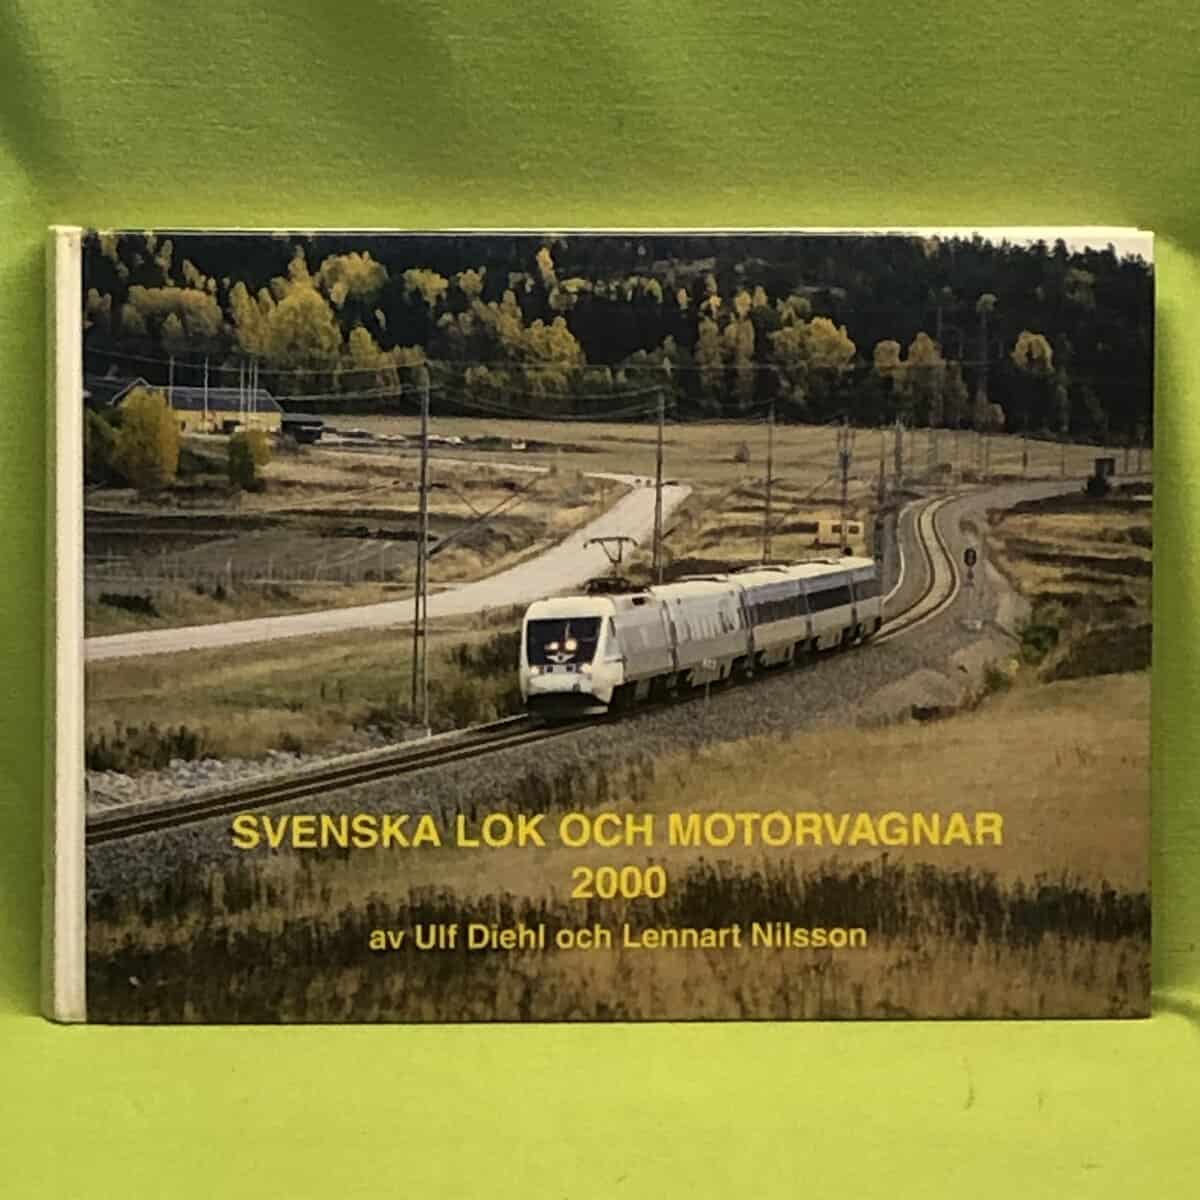 SVENSKA LOK OCH MOTORVAGNAR
2000
av Ulf Diehl och Lennart Nilsson